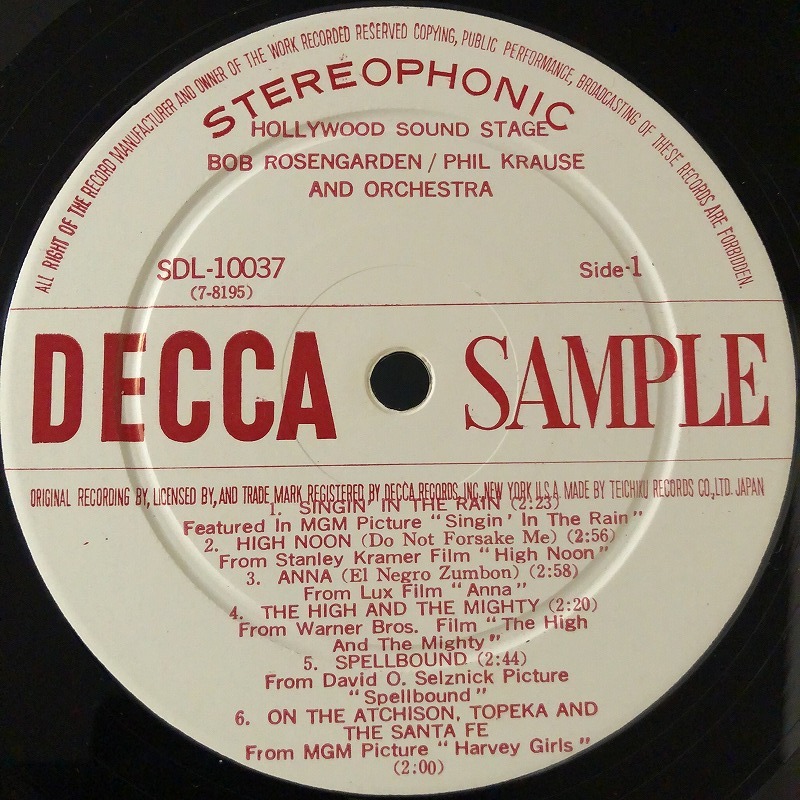 ALL RIGHT OF THE RECORD MANUFACTURER AND OWNER OF THE WORK RECORDED RESERVED COPYING, PUBLIC PERFORMANCE, BROADCASTING OF THESE RECORDS ARE FORBIDDEN.
STEREOPHONIC
HOLLYWOOD SOUND STAGE
BOB ROSENGARDEN / PHIL KRAUSE
AND ORCHESTRA
SDL-10037
(7-8195)
Side-1
DECCA SAMPLE
ORIGINAL RECORDING BY, LICENSED BY, AND TRADE MARK REGISTERED BY DECCA RECORDS, INC, NEW YORK U.S.A. MADE BY TEICHIKU RECORDS CO., LTD. JAPAN
1. SINGIN' IN THE RAIN (2:23)
Featured In MGM Picture "Singin' In The Rain"
2. HIGH NOON (Do Not Forsake Me) (2:56)
From Stanley Kramer Film "High Noon"
3. ANNA (El Negro Zumbon) (2:58)
From Lux Film "Anna"
4. THE HIGH AND THE MIGHTY (2:20)
From Warner Bros. Film "The High
And The Mighty"
5. SPELLBOUND (2:44)
From David O. Selznick Picture
"Spellbound"
6. ON THE ATCHISON, TOPEKA AND
THE SANTA FE
From MGM Picture "Harvey Girls"
(2:00)